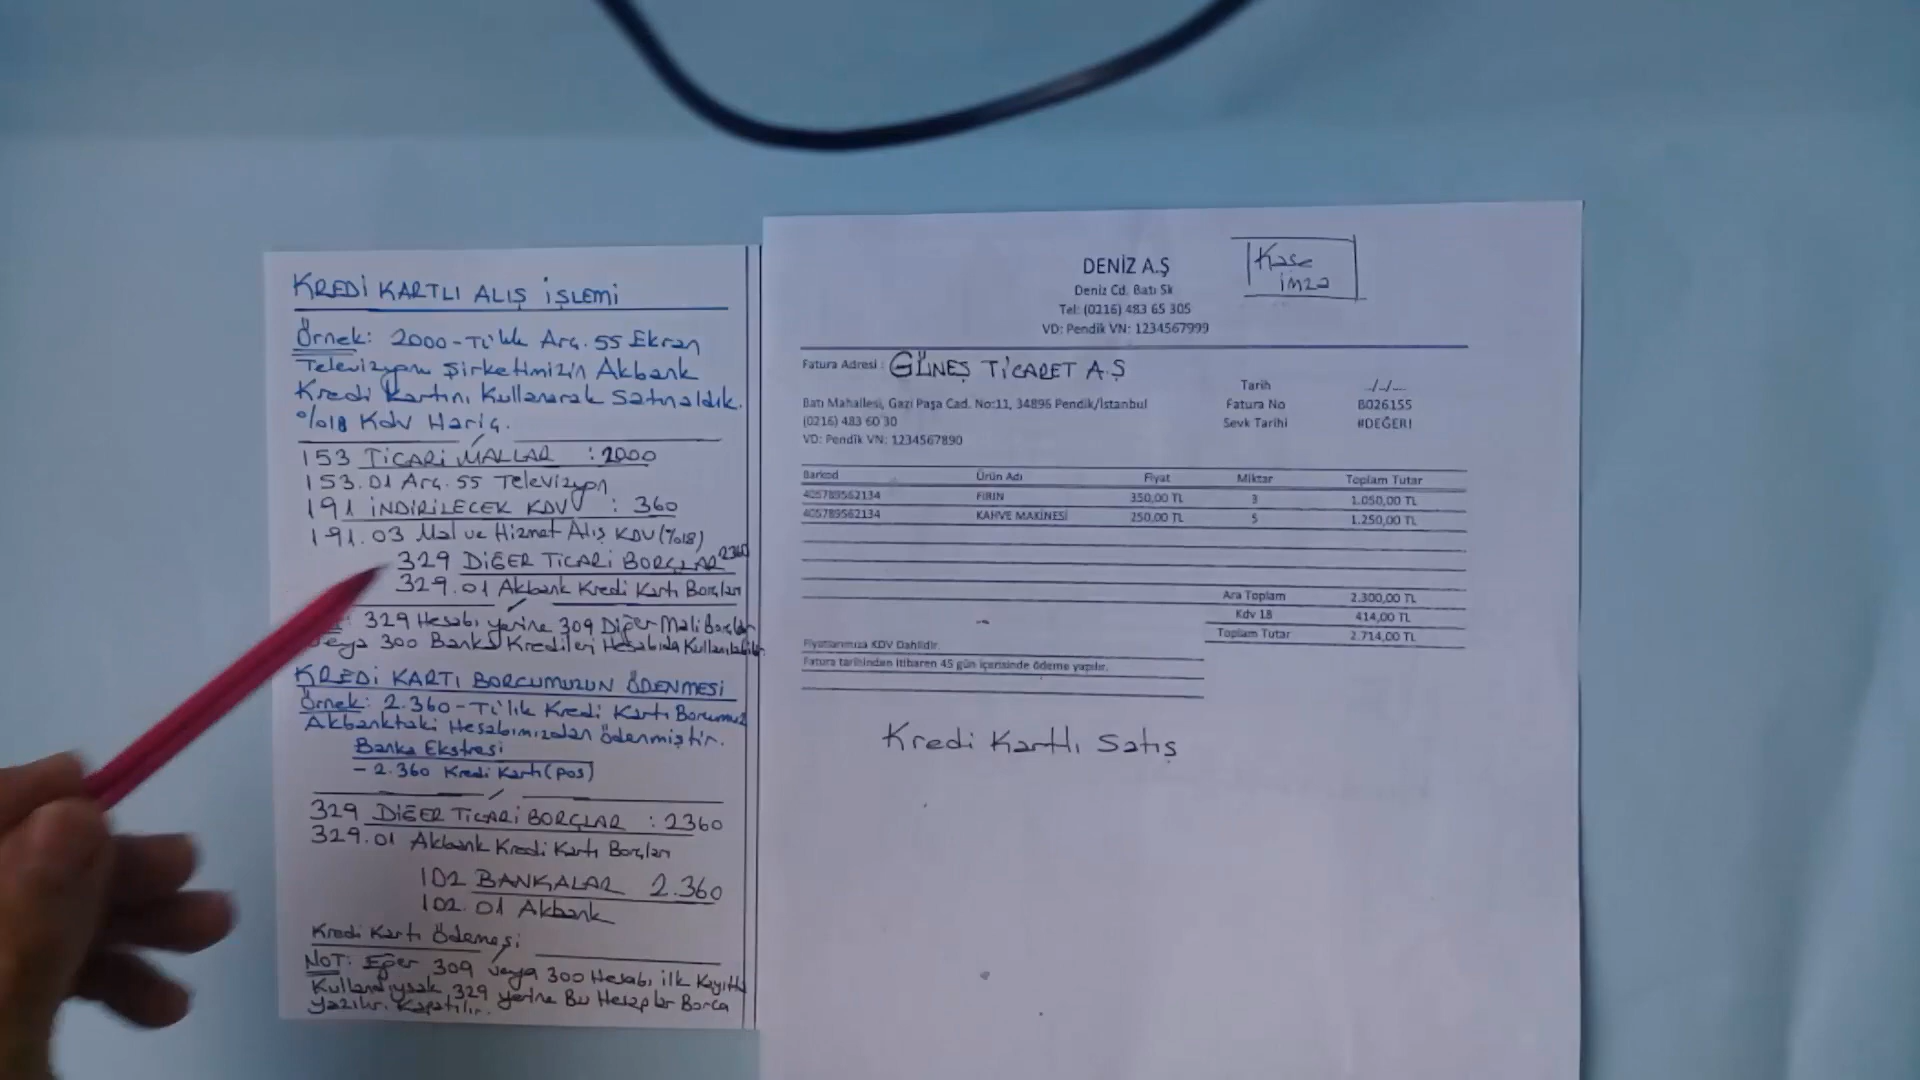 KREDİ KARTLI ALIŞ İŞLEMİ
Örnek: 2000-TL'lik Arç. 55 Ekran
Televizyonu Şirketimizin Akbank
Kredi Kartını Kullanarak Satınaldık.
%18 Kdv Hariç.
153 TİCARİ MALLAR : 2000
153.01 Arç. 55 Televizyon
191 İNDİRİLECEK KDV : 360
191.03 Mal ve Hizmet Alış KDV (%18)
329 DİĞER TİCARİ BORÇLAR 2360
329.01 Akbank Kredi Kartı Borçları
: 329 Hesabı yerine 309 Diğer Mali Borçlar
veya 300 Banka Kredileri Hesabıda Kullanılabilir.
KREDİ KARTI BORCUMUZUN ÖDENMESİ
Örnek: 2.360-TL'lik Kredi Kartı Borcumuz
Akbanktaki Hesabımızdan ödenmiştir.
Banka Ekstresi
- 2.360 Kredi Kartı (pos)
329 DİĞER TİCARİ BORÇLAR : 2360
329.01 Akbank Kredi Kartı Borçları
102 BANKALAR 2.360
102.01 Akbank
Kredi Kartı Ödemesi
NOT: Eğer 309 veya 300 Hesabı ilk Kayıtta
Kullandıysak 329 yerine Bu Hesaplar Borca
yazılır. Kapatılır.
DENİZ A.Ş
Deniz Cd. Batı Sk
Tel: (0216) 483 65 305
VD: Pendik VN: 1234567999
Kaşe
imza
Fatura Adresi : GÜNEŞ TİCARET A.Ş
Batı Mahallesi, Gazi Paşa Cad. No:11, 34896 Pendik/İstanbul
(0216) 483 60 30
VD: Pendik VN: 1234567890
Tarih _/_/__
Fatura No B026155
Sevk Tarihi #DEĞER!
Barkod Ürün Adı Fiyat Miktar Toplam Tutar
405789562134 FIRIN 350,00 TL 3 1.050,00 TL
405789562134 KAHVE MAKİNESİ 250,00 TL 5 1.250,00 TL
Ara Toplam 2.300,00 TL
Kdv 18 414,00 TL
Toplam Tutar 2.714,00 TL
Fiyatlarımıza KDV Dahildir.
Fatura tarihinden itibaren 45 gün içerisinde ödeme yapılır.
Kredi Kartlı Satış